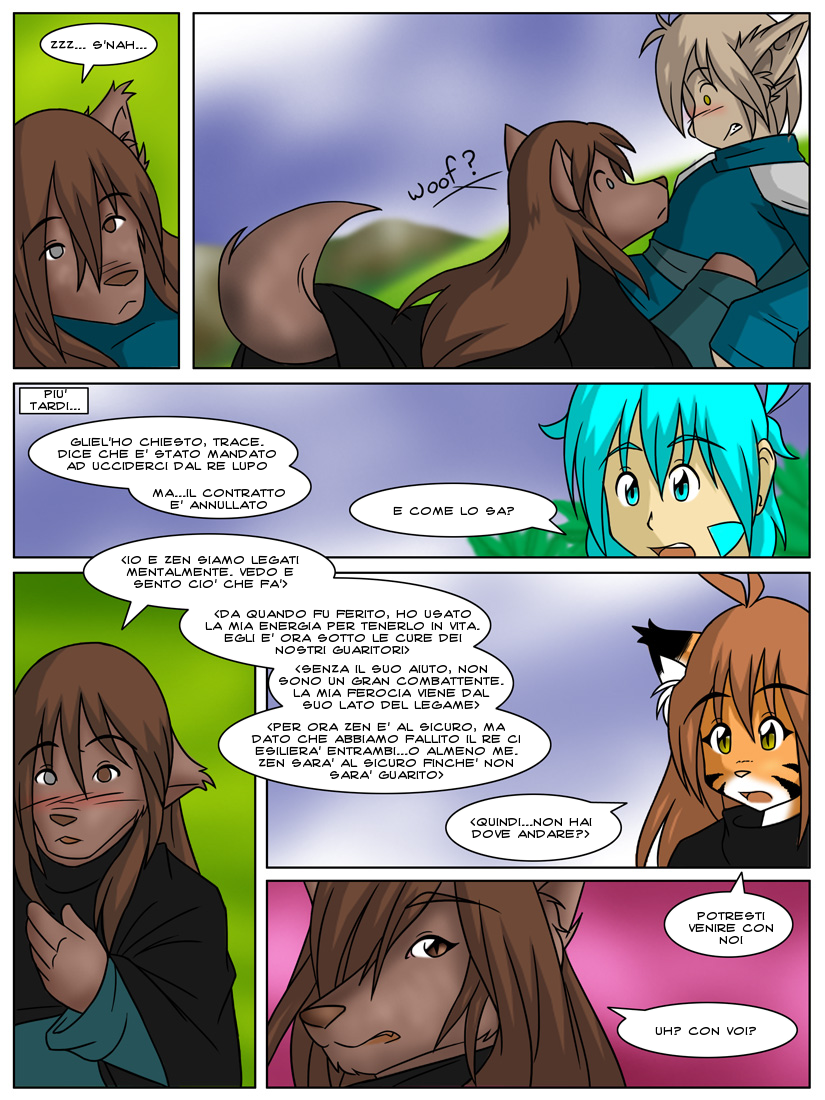 ZZZ... S'NAH...
woof?
PIU'
TARDI...
GLIEL'HO CHIESTO, TRACE.
DICE CHE E' STATO MANDATO
AD UCCIDERCI DAL RE LUPO
MA...IL CONTRATTO
E' ANNULLATO
E COME LO SA?
<IO E ZEN SIAMO LEGATI
MENTALMENTE. VEDO E
SENTO CIO' CHE FA'>
<DA QUANDO FU FERITO, HO USATO
LA MIA ENERGIA PER TENERLO IN VITA.
EGLI E' ORA SOTTO LE CURE DEI
NOSTRI GUARITORI>
<SENZA IL SUO AIUTO, NON
SONO UN GRAN COMBATTENTE.
LA MIA FEROCIA VIENE DAL
SUO LATO DEL LEGAME>
<PER ORA ZEN E' AL SICURO, MA
DATO CHE ABBIAMO FALLITO IL RE CI
ESILIERA' ENTRAMBI...O ALMENO ME.
ZEN SARA' AL SICURO FINCHE' NON
SARA' GUARITO>
<QUINDI...NON HAI
DOVE ANDARE?>
POTRESTI
VENIRE CON
NOI
UH? CON VOI?